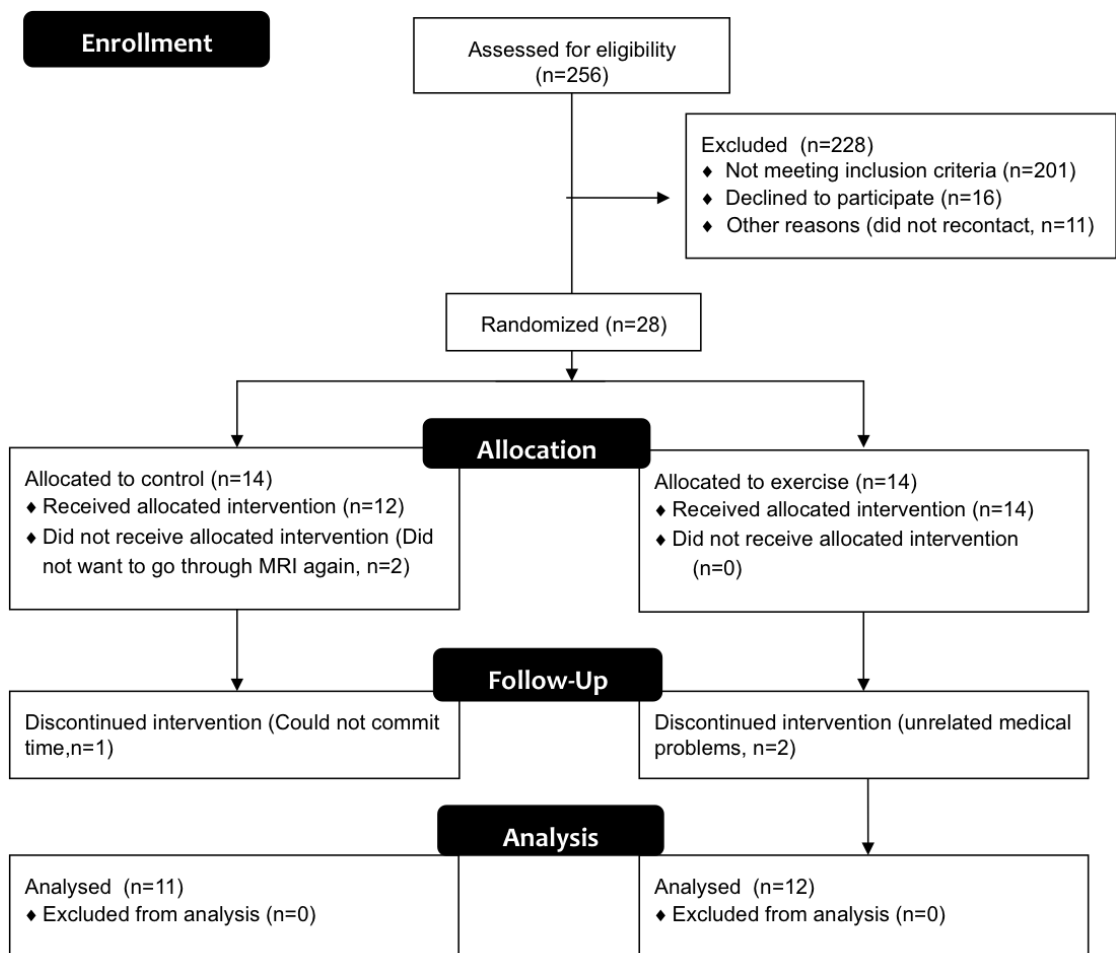 Enrollment
Assessed for eligibility
(n=256)
Excluded (n=228)
♦ Not meeting inclusion criteria (n=201)
♦ Declined to participate (n=16)
♦ Other reasons (did not recontact, n=11)
Randomized (n=28)
Allocation
Allocated to control (n=14)
♦ Received allocated intervention (n=12)
♦ Did not receive allocated intervention (Did
not want to go through MRI again, n=2)
Allocated to exercise (n=14)
♦ Received allocated intervention (n=14)
♦ Did not receive allocated intervention
(n=0)
Follow-Up
Discontinued intervention (Could not commit
time,n=1)
Discontinued intervention (unrelated medical
problems, n=2)
Analysis
Analysed (n=11)
♦ Excluded from analysis (n=0)
Analysed (n=12)
♦ Excluded from analysis (n=0)